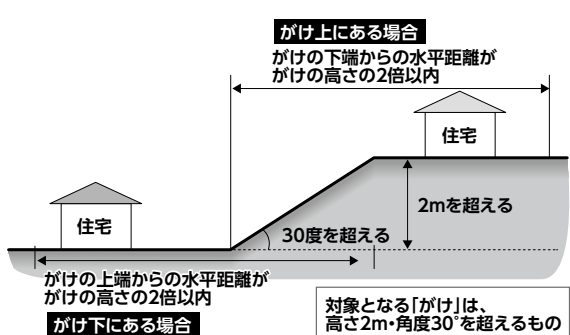 がけ上にある場合
がけの下端からの水平距離が
がけの高さの2倍以内
住宅
2mを超える
住宅
30度を超える
がけの上端からの水平距離が
がけの高さの2倍以内
がけ下にある場合
対象となる「がけ」は、
高さ2m・角度30°を超えるもの